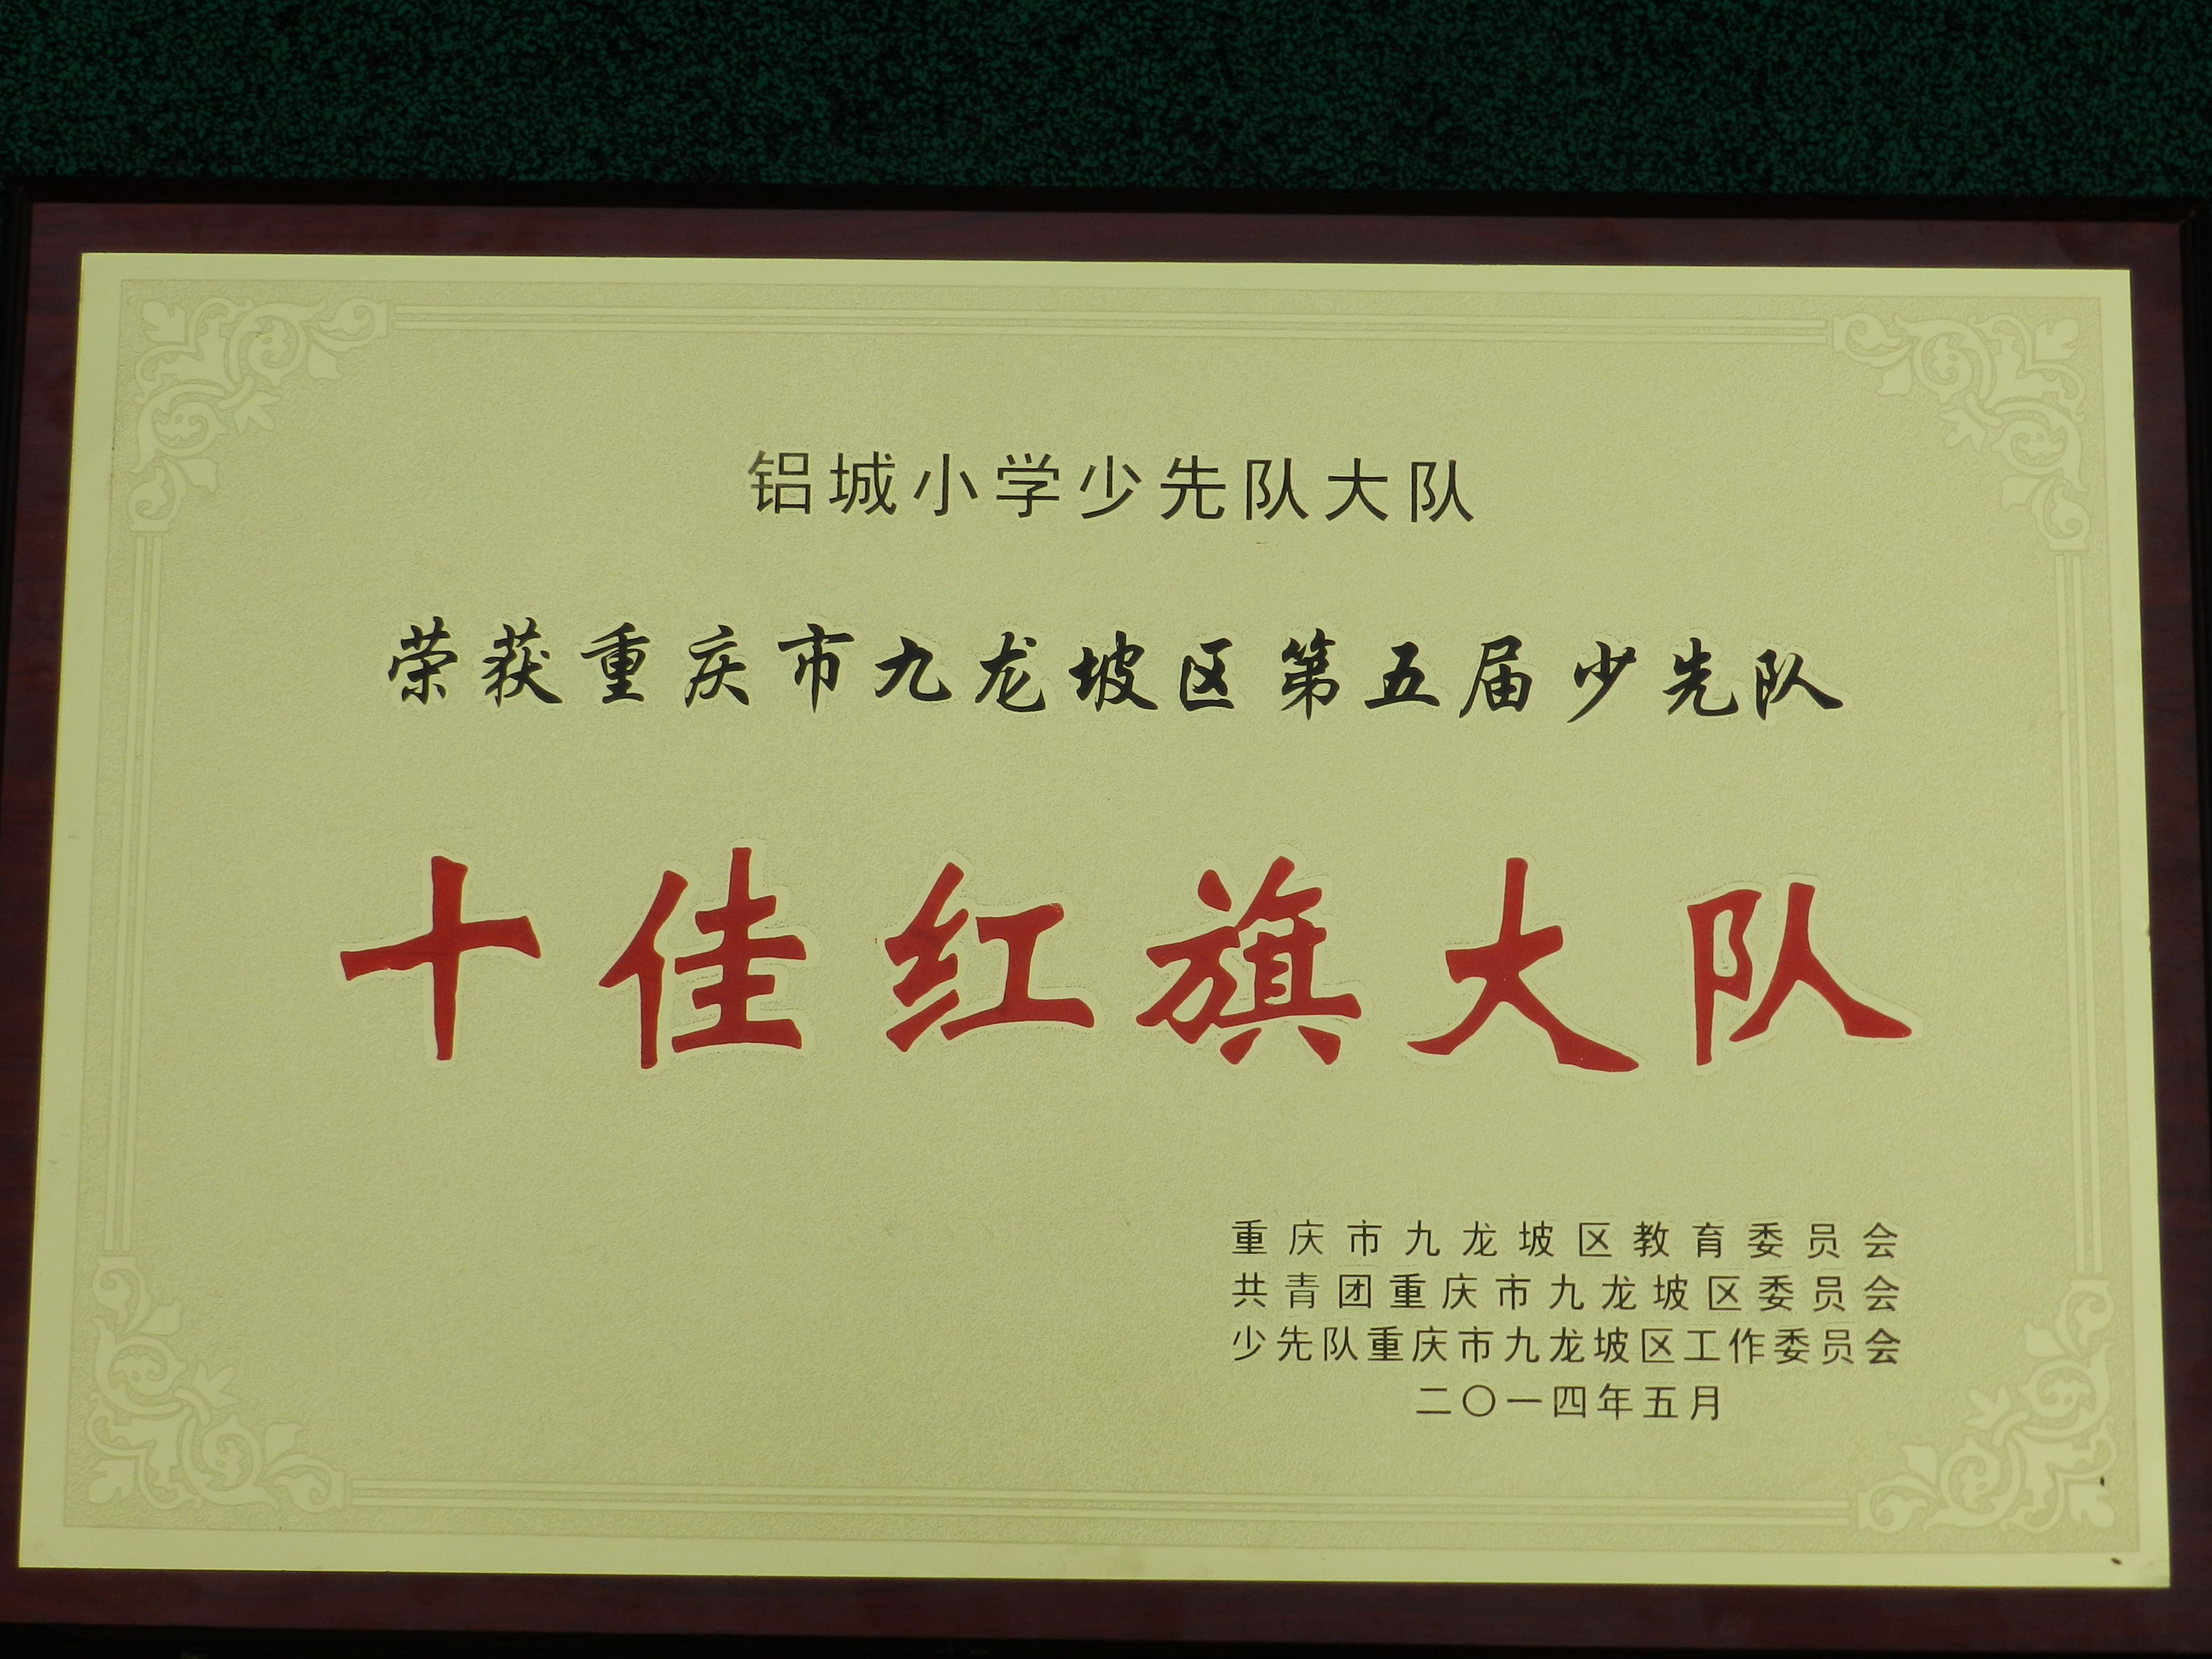 铝城小学少先队大队
荣获重庆市九龙坡区第五届少先队
十佳红旗大队
重庆市九龙坡区教育委员会
共青团重庆市九龙坡区委员会
少先队重庆市九龙坡区工作委员会
二〇一四年五月